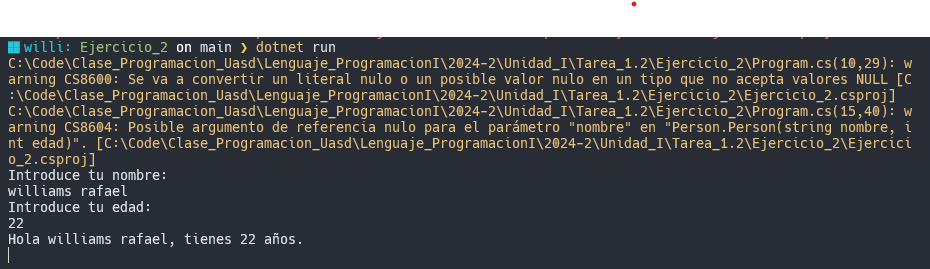 willi: Ejercicio_2 on main ❯ dotnet run
C:\Code\Clase_Programacion_Uasd\Lenguaje_ProgramacionI\2024-2\Unidad_I\Tarea_1.2\Ejercicio_2\Program.cs(10,29): w
arning CS8600: Se va a convertir un literal nulo o un posible valor nulo en un tipo que no acepta valores NULL [C
:\Code\Clase_Programacion_Uasd\Lenguaje_ProgramacionI\2024-2\Unidad_I\Tarea_1.2\Ejercicio_2\Ejercicio_2.csproj]
C:\Code\Clase_Programacion_Uasd\Lenguaje_ProgramacionI\2024-2\Unidad_I\Tarea_1.2\Ejercicio_2\Program.cs(15,40): w
arning CS8604: Posible argumento de referencia nulo para el parámetro "nombre" en "Person.Person(string nombre, i
nt edad)". [C:\Code\Clase_Programacion_Uasd\Lenguaje_ProgramacionI\2024-2\Unidad_I\Tarea_1.2\Ejercicio_2\Ejercici
o_2.csproj]
Introduce tu nombre:
williams rafael
Introduce tu edad:
22
Hola williams rafael, tienes 22 años.